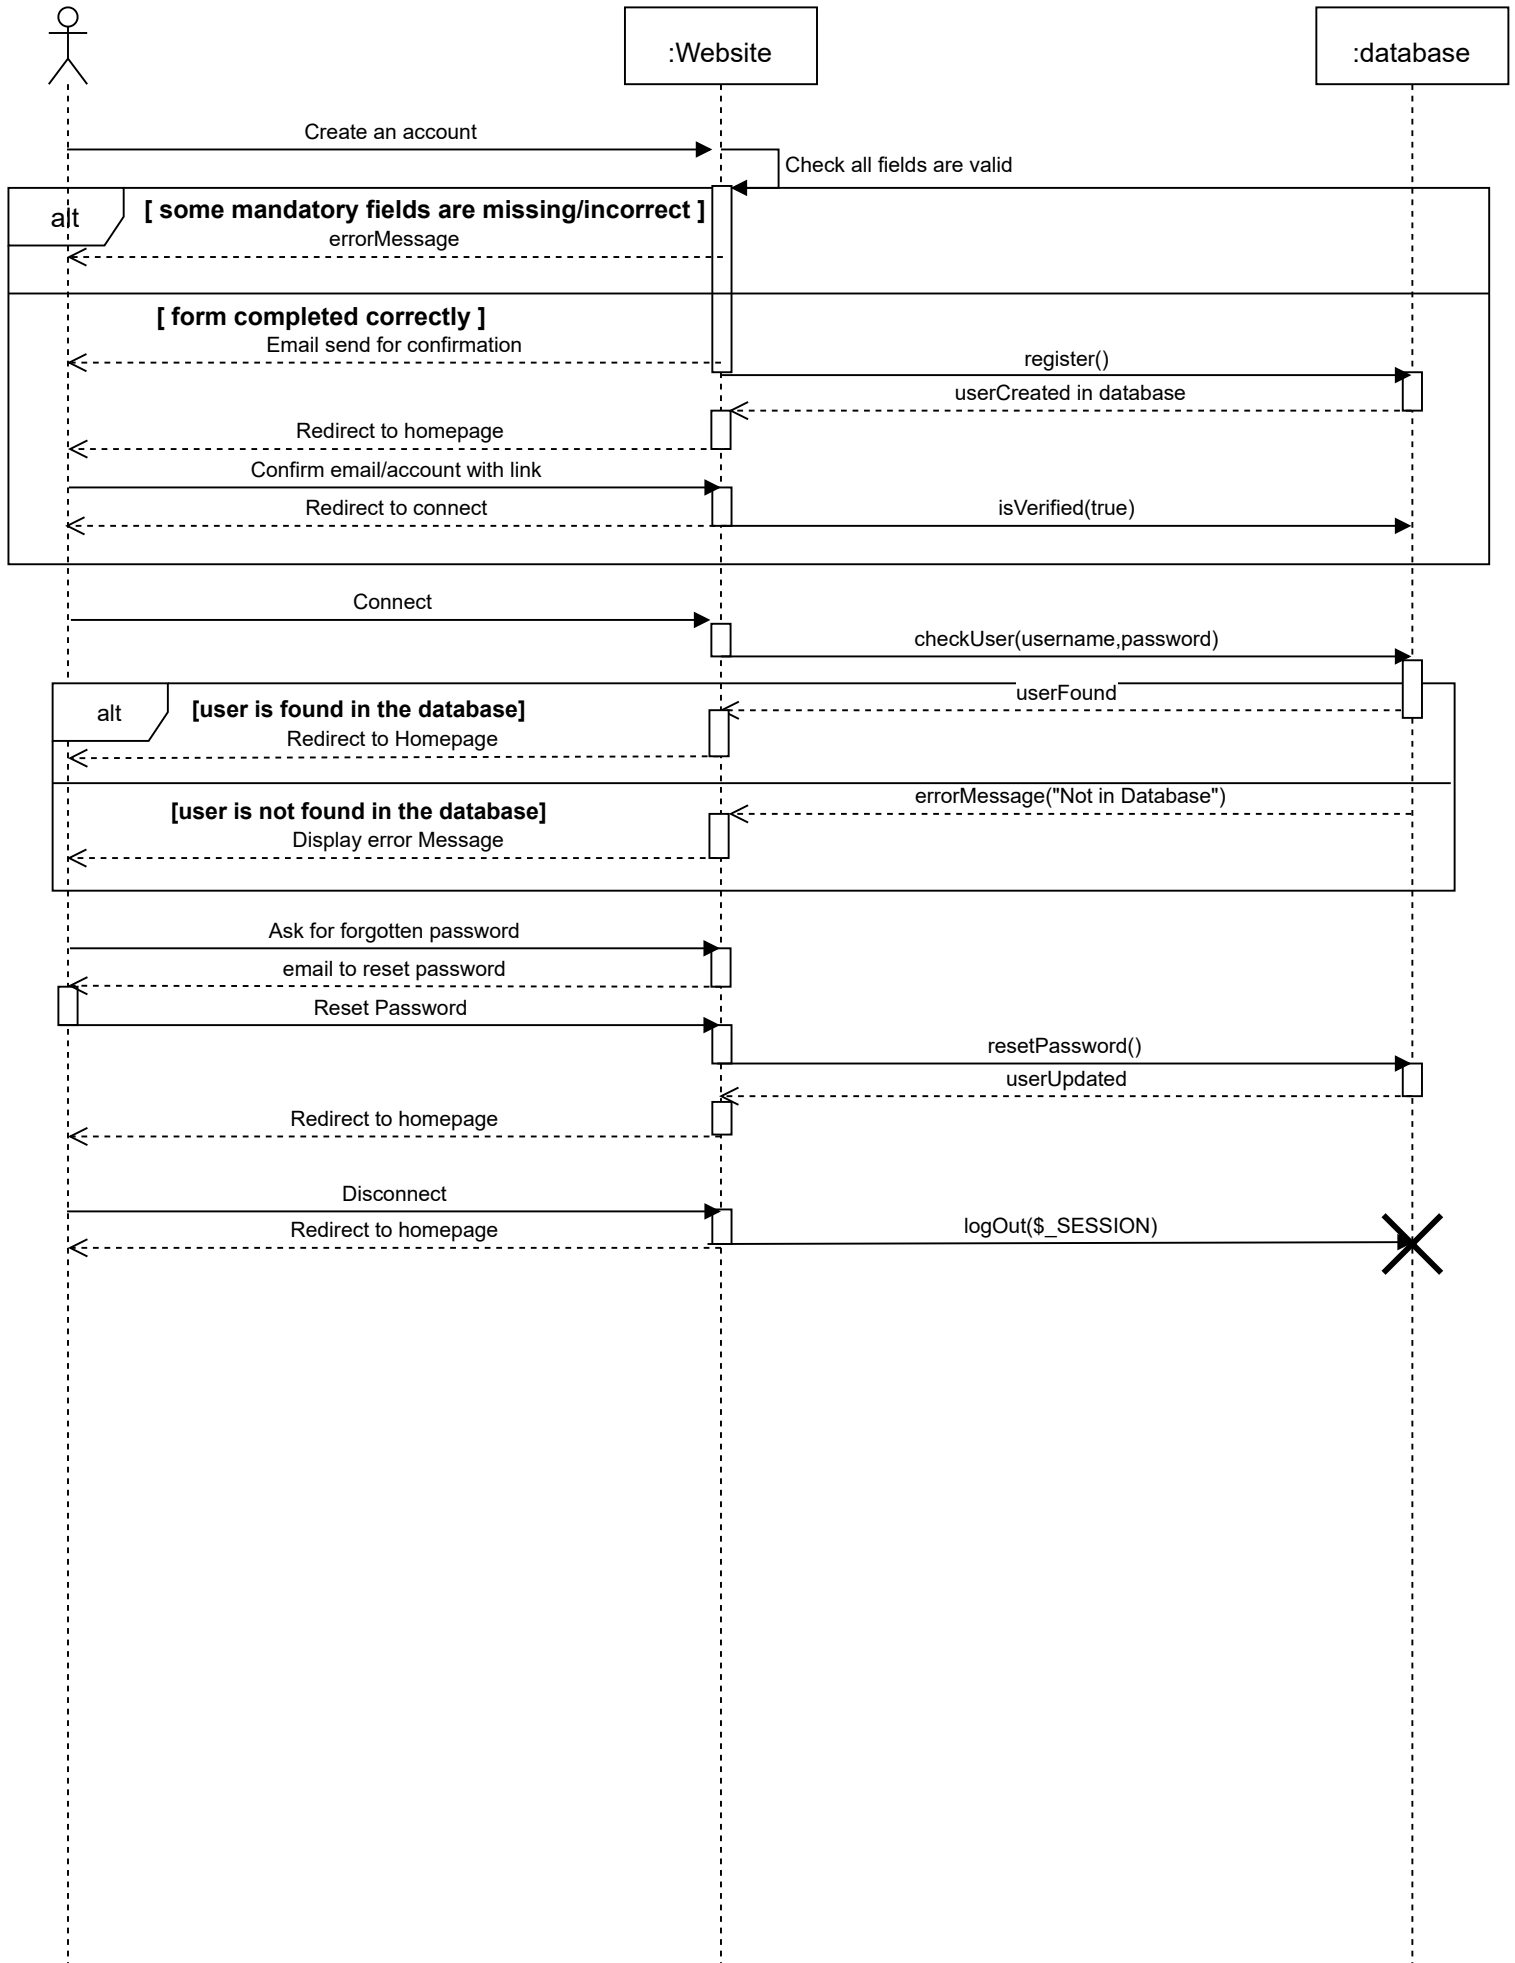 :Website
:database
Create an account
Check all fields are valid
alt
[ some mandatory fields are missing/incorrect ]
errorMessage
[ form completed correctly ]
Email send for confirmation
register()
userCreated in database
Redirect to homepage
Confirm email/account with link
Redirect to connect
isVerified(true)
Connect
checkUser(username,password)
userFound
alt
[user is found in the database]
Redirect to Homepage
errorMessage("Not in Database")
[user is not found in the database]
Display error Message
Ask for forgotten password
email to reset password
Reset Password
resetPassword()
userUpdated
Redirect to homepage
Disconnect
logOut($_SESSION)
Redirect to homepage